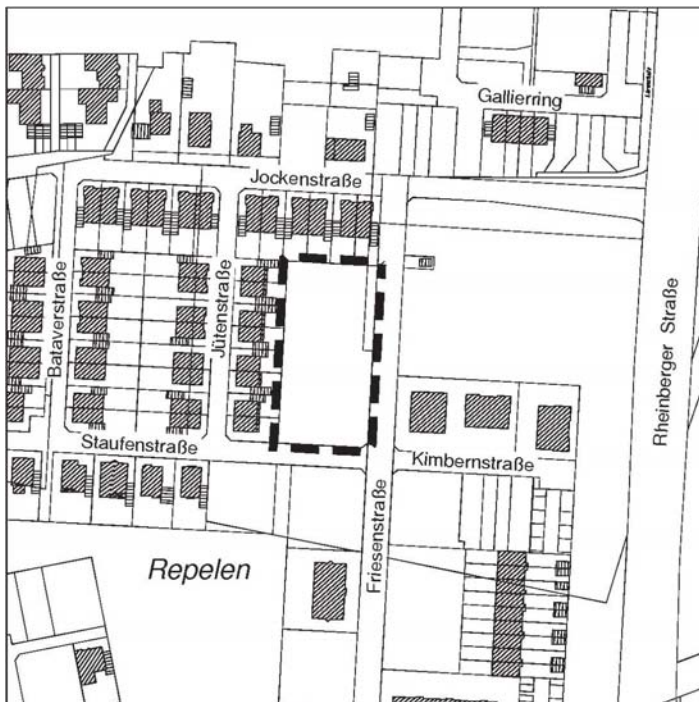 Gallierring
Jockenstraße
Bataverstraße
Jütenstraße
Rheinberger Straße
Staufenstraße
Kimbernstraße
Friesenstraße
Repelen